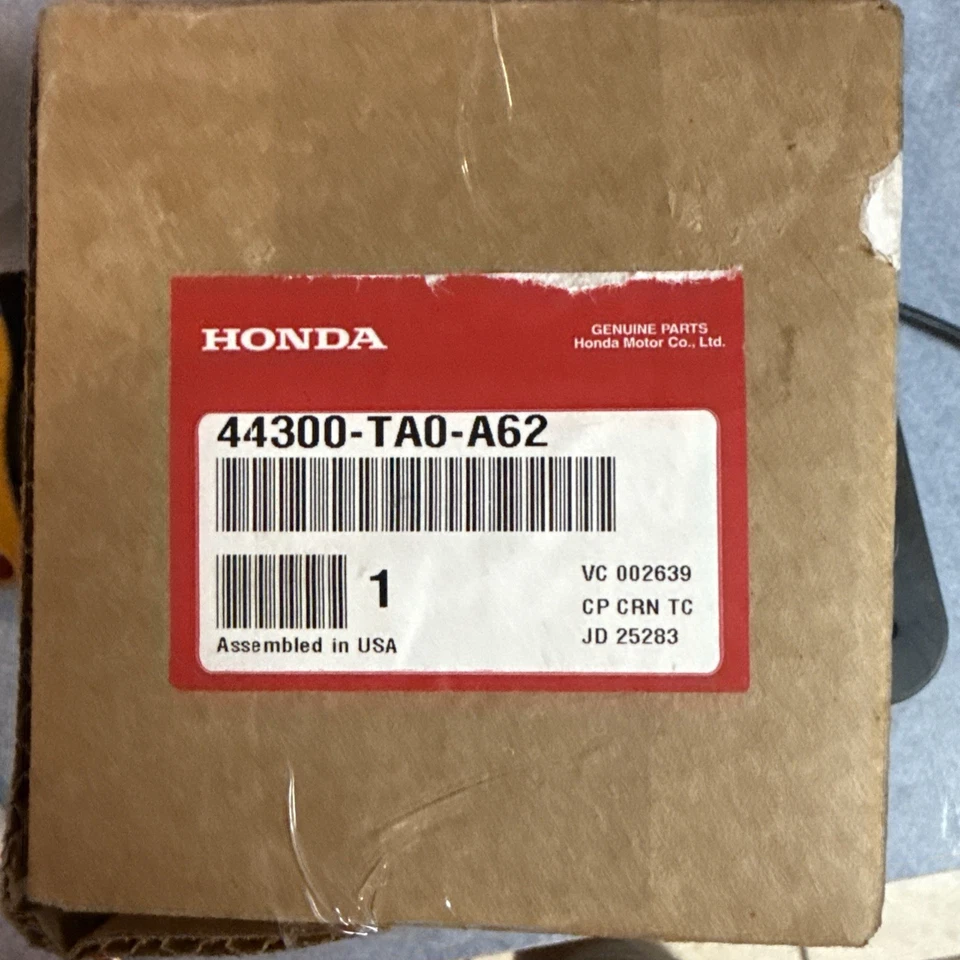 HONDA
GENUINE PARTS
Honda Motor Co., Ltd.
44300-TA0-A62
1
Assembled in USA
VC 002639
CP CRN TC
JD 25283